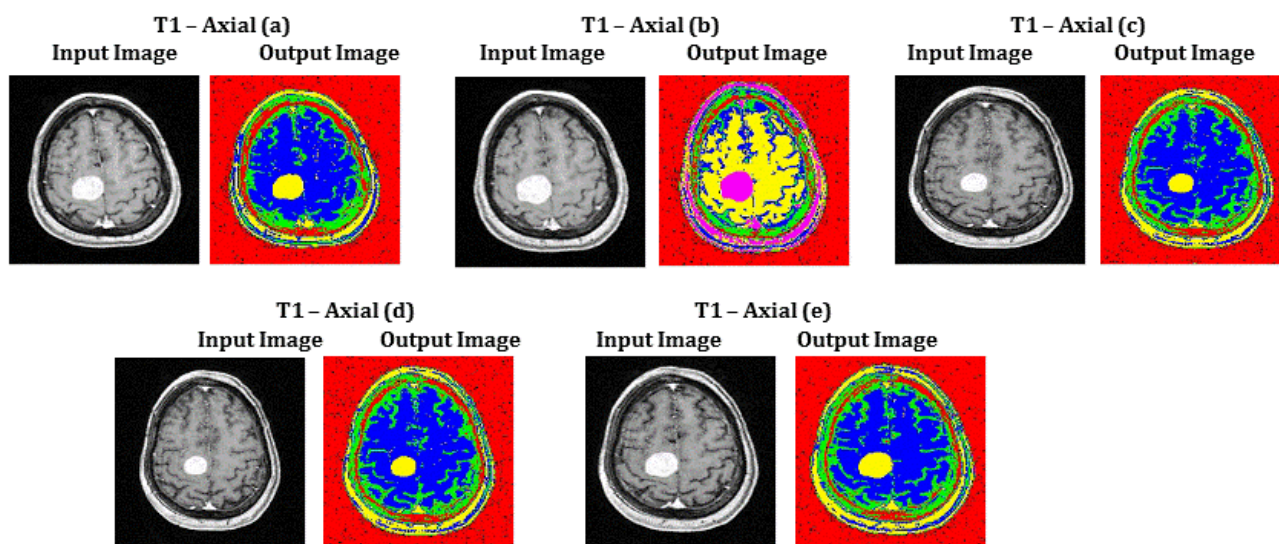 T1 – Axial (a)
Input Image Output Image
T1 – Axial (b)
Input Image Output Image
T1 – Axial (c)
Input Image Output Image
T1 – Axial (d)
Input Image Output Image
T1 – Axial (e)
Input Image Output Image